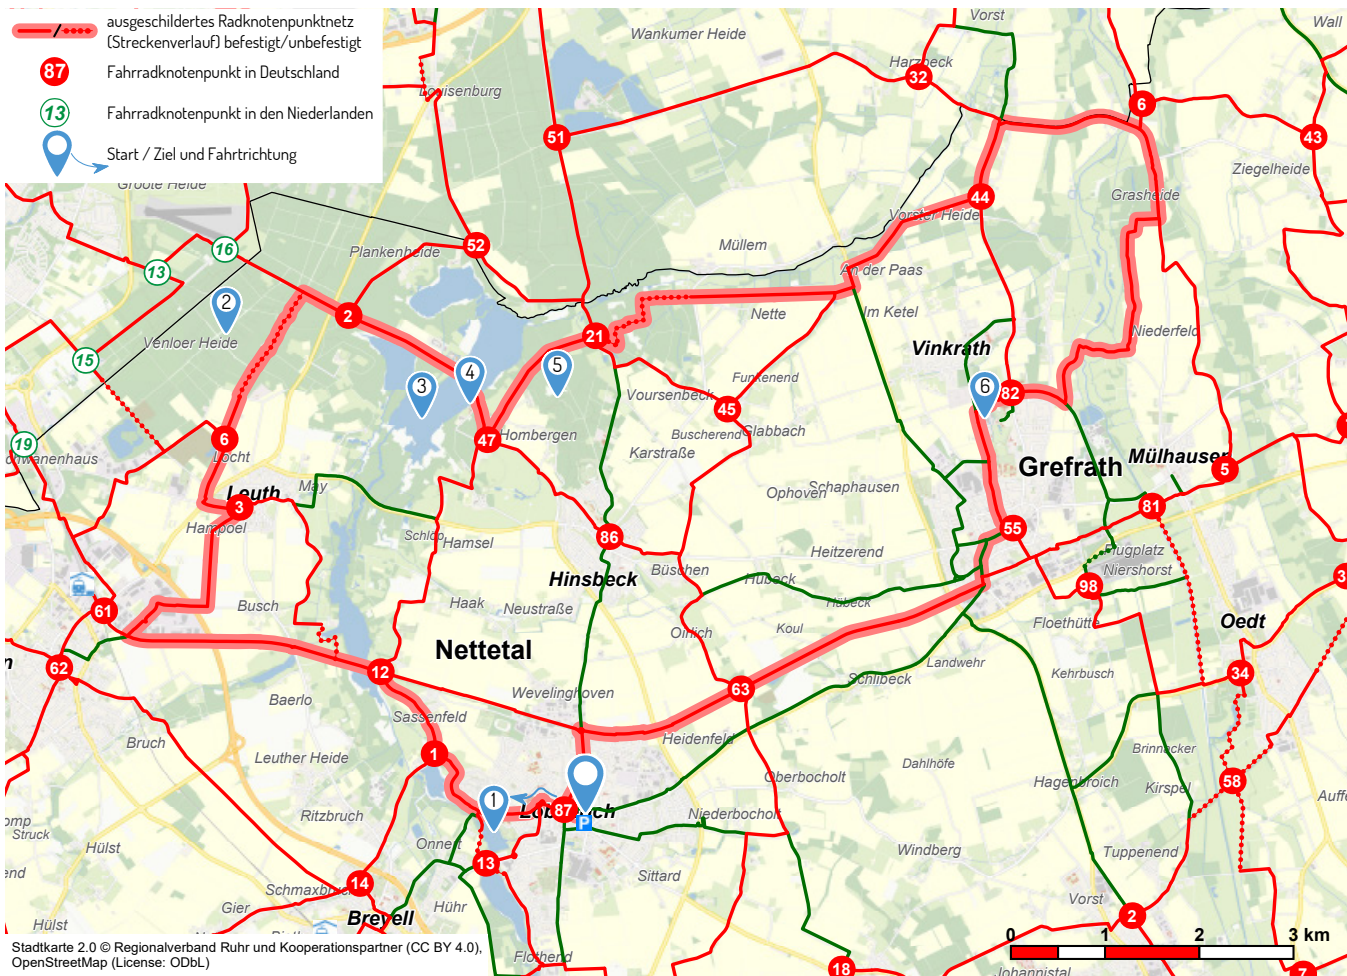 ausgeschildertes Radknotenpunktnetz
(Streckenverlauf) befestigt/unbefestigt
87 Fahrradknotenpunkt in Deutschland
13 Fahrradknotenpunkt in den Niederlanden
Start / Ziel und Fahrtrichtung
Vorst
Wall
Wankumer Heide
Harzbeck
32
Louisenburg
6
51
43
Ziegelheide
Groote Heide
Grasheide
44
Vorster Heide
16
52
Plankenheide
Müllem
13
An der Paas
2
2
Nette
Im Ketel
Niederfeld
Venloer Heide
21
Vinkrath
15
3
4
5
6
82
Funkenend
Voursenbeck
45
Buscherend
Glabbach
Hombergen
47
19
6
Locht
Karstraße
Grefrath
Mülhausen
5
May
Leuth
3
Ophoven
Schaphausen
81
Hampoel
55
Hamsel
86
Heitzerend
Flugplatz
Niershorst
Büschen
Hinsbeck
Hübeck
98
61
Busch
Haak
Neustraße
Hübeck
Floethütte
Oedt
Oirlich
Koul
Nettetal
62
12
Landwehr
Kehrbusch
34
Schlibeck
Baerlo
Wevelinghoven
63
Sassenfeld
Bruch
Heidenfeld
Brinnacker
Leuther Heide
1
Dahlhöfe
Oberbocholt
Hagenbroich
Kirspel
58
1
Lobberich
87
P
Ritzbruch
Niederbocholt
Struck
Hülst
Onnert
Windberg
Tuppenend
13
Sittard
14
Schmaxbruch
Hühr
Vorst
Gier
Breyell
2
Hülst
0 1 2 3 km
Flothend
18
Johannistal
7
Stadtkarte 2.0 © Regionalverband Ruhr und Kooperationspartner (CC BY 4.0),
OpenStreetMap (License: ODbL)